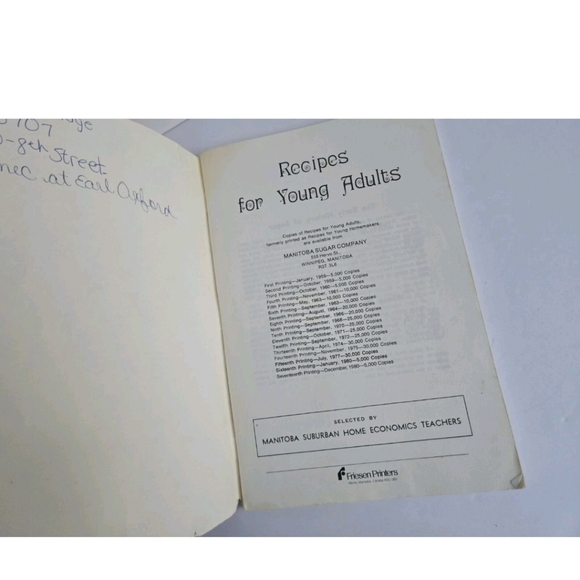 707
-8th Street
at Earl Oxford
Recipes
for Young Adults
Copies of Recipes for Young Adults,
formerly printed as Recipes for Young Homemakers,
are available from:
MANITOBA SUGAR COMPANY
WINNIPEG, MANITOBA
First Printing—January, 1959—5,000 Copies
Second Printing—October, 1959—5,000 Copies
Third Printing—October, 1960—5,000 Copies
Fourth Printing—November, 1961—10,000 Copies
Fifth Printing—May, 1963—10,000 Copies
Sixth Printing—September, 1963—10,000 Copies
Seventh Printing—August, 1964—20,000 Copies
Eighth Printing—September, 1966—20,000 Copies
Ninth Printing—September, 1968—25,000 Copies
Tenth Printing—September, 1970—25,000 Copies
Eleventh Printing—October, 1971—25,000 Copies
Twelfth Printing—September, 1972—25,000 Copies
Thirteenth Printing—April, 1974—30,000 Copies
Fourteenth Printing—November, 1975—30,000 Copies
Fifteenth Printing—July, 1977—30,000 Copies
Sixteenth Printing—January, 1980—5,000 Copies
Seventeenth Printing—December, 1980—5,000 Copies
SELECTED BY
MANITOBA SUBURBAN HOME ECONOMICS TEACHERS
Friesen Printers